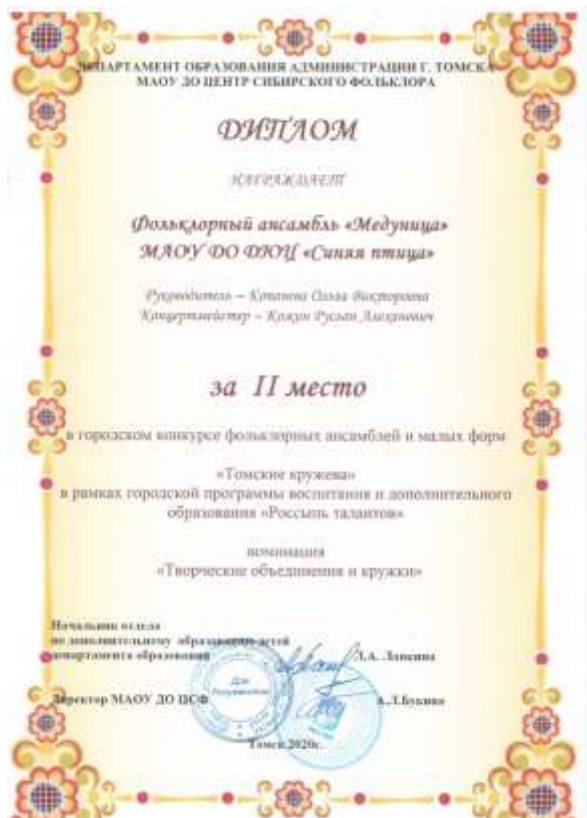 ДЕПАРТАМЕНТ ОБРАЗОВАНИЯ АДМИНИСТРАЦИИ Г. ТОМСКА
МАОУ ДО ЦЕНТР СИБИРСКОГО ФОЛЬКЛОРА
ДИПЛОМ
НАГРАЖДАЕТ
Фольклорный ансамбль «Медуница»
МАОУ ДО ДЮЦ «Синяя птица»
Руководитель – Копанева Ольга Викторовна
Концертмейстер – Кожин Руслан
за II место
в городском конкурсе фольклорных ансамблей и малых форм
«Томские кружева»
в рамках городской программы воспитания и дополнительного
образования «Россыпь талантов»
номинация
«Творческие объединения и кружки»
Начальник отдела
по дополнительному образованию детей
департамента образования
Директор МАОУ ДО ЦСФ
Для
Томск 2020г.